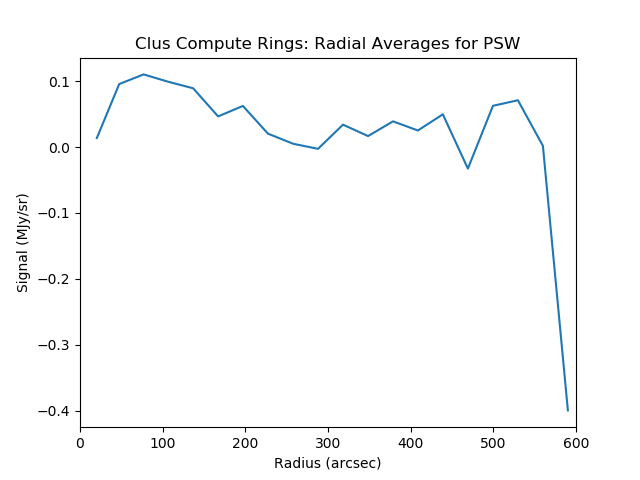 Clus Compute Rings: Radial Averages for PSW
0.1
0.0
−0.1
−0.2
−0.3
−0.4
Signal (MJy/sr)
0 100 200 300 400 500 600
Radius (arcsec)